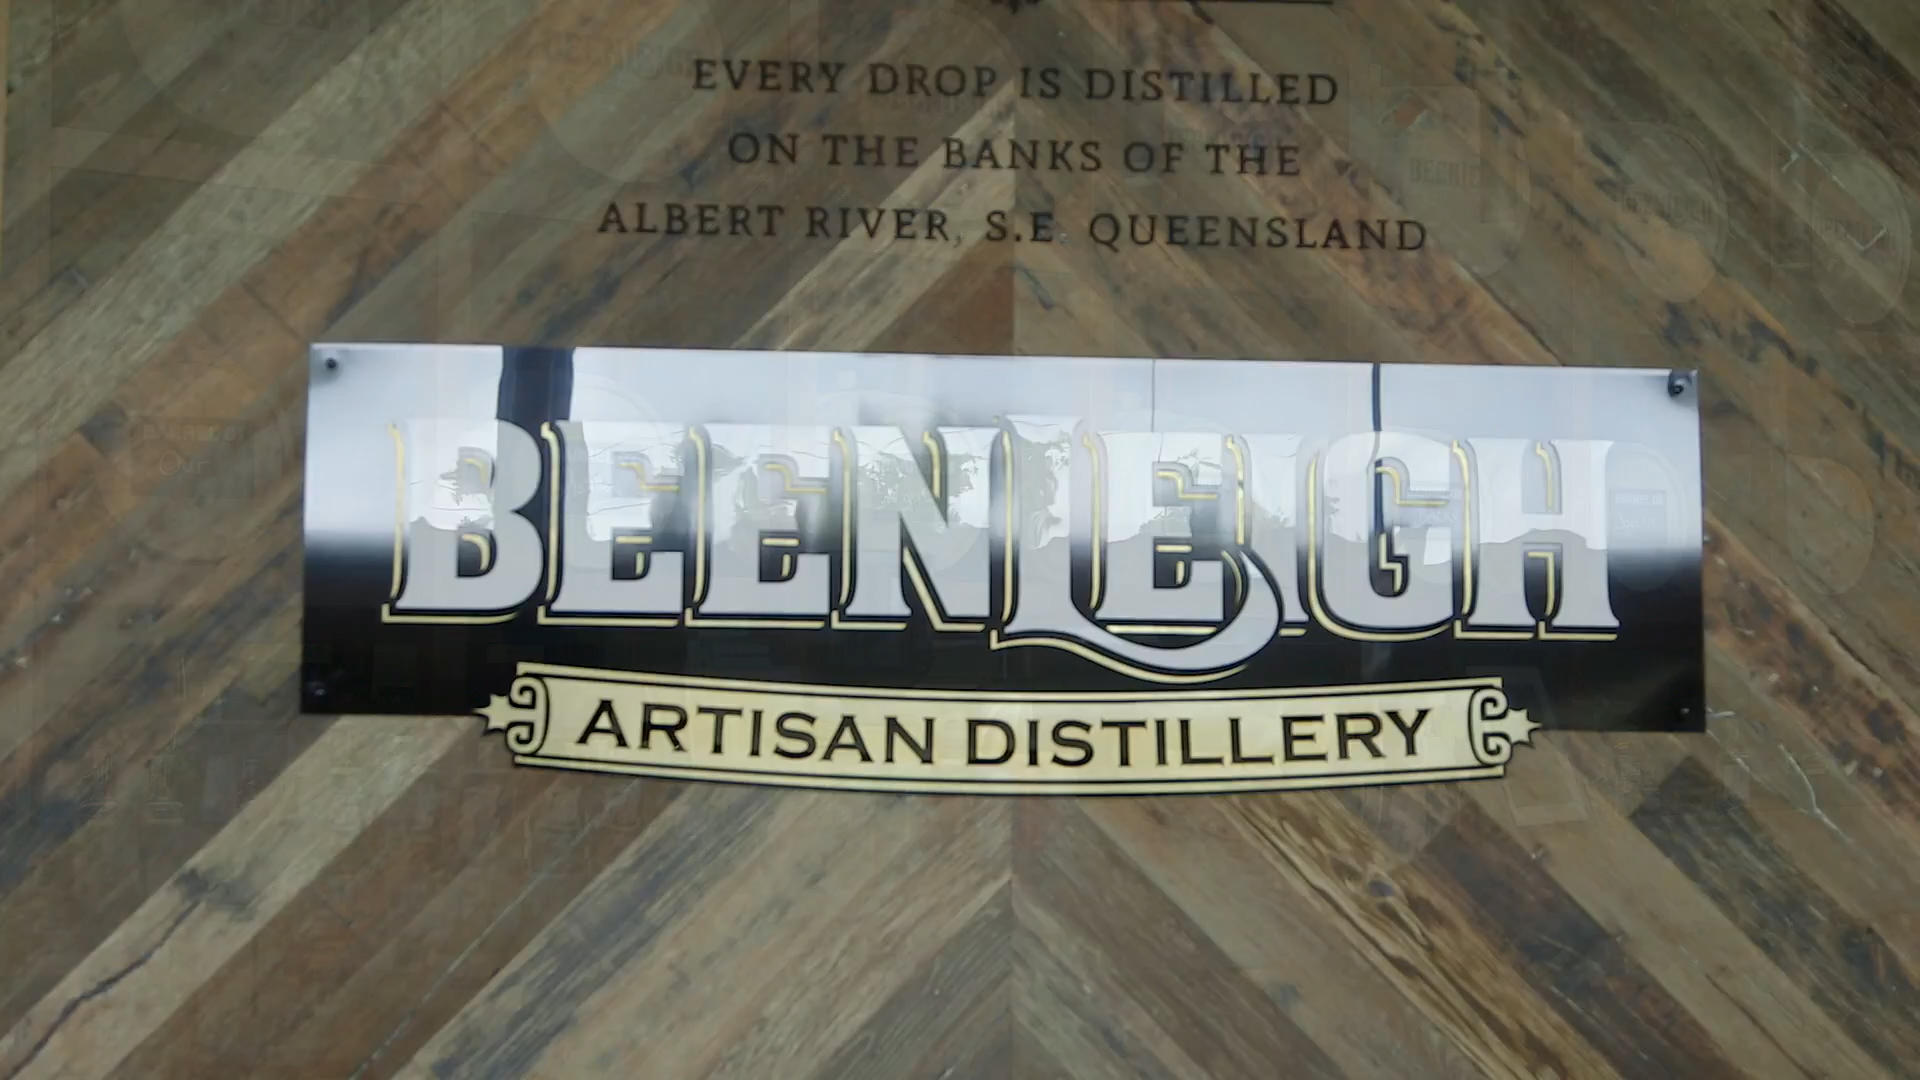 EVERY DROP IS DISTILLED
ON THE BANKS OF THE
ALBERT RIVER, S.E. QUEENSLAND
BEENLEIGH
ARTISAN DISTILLERY